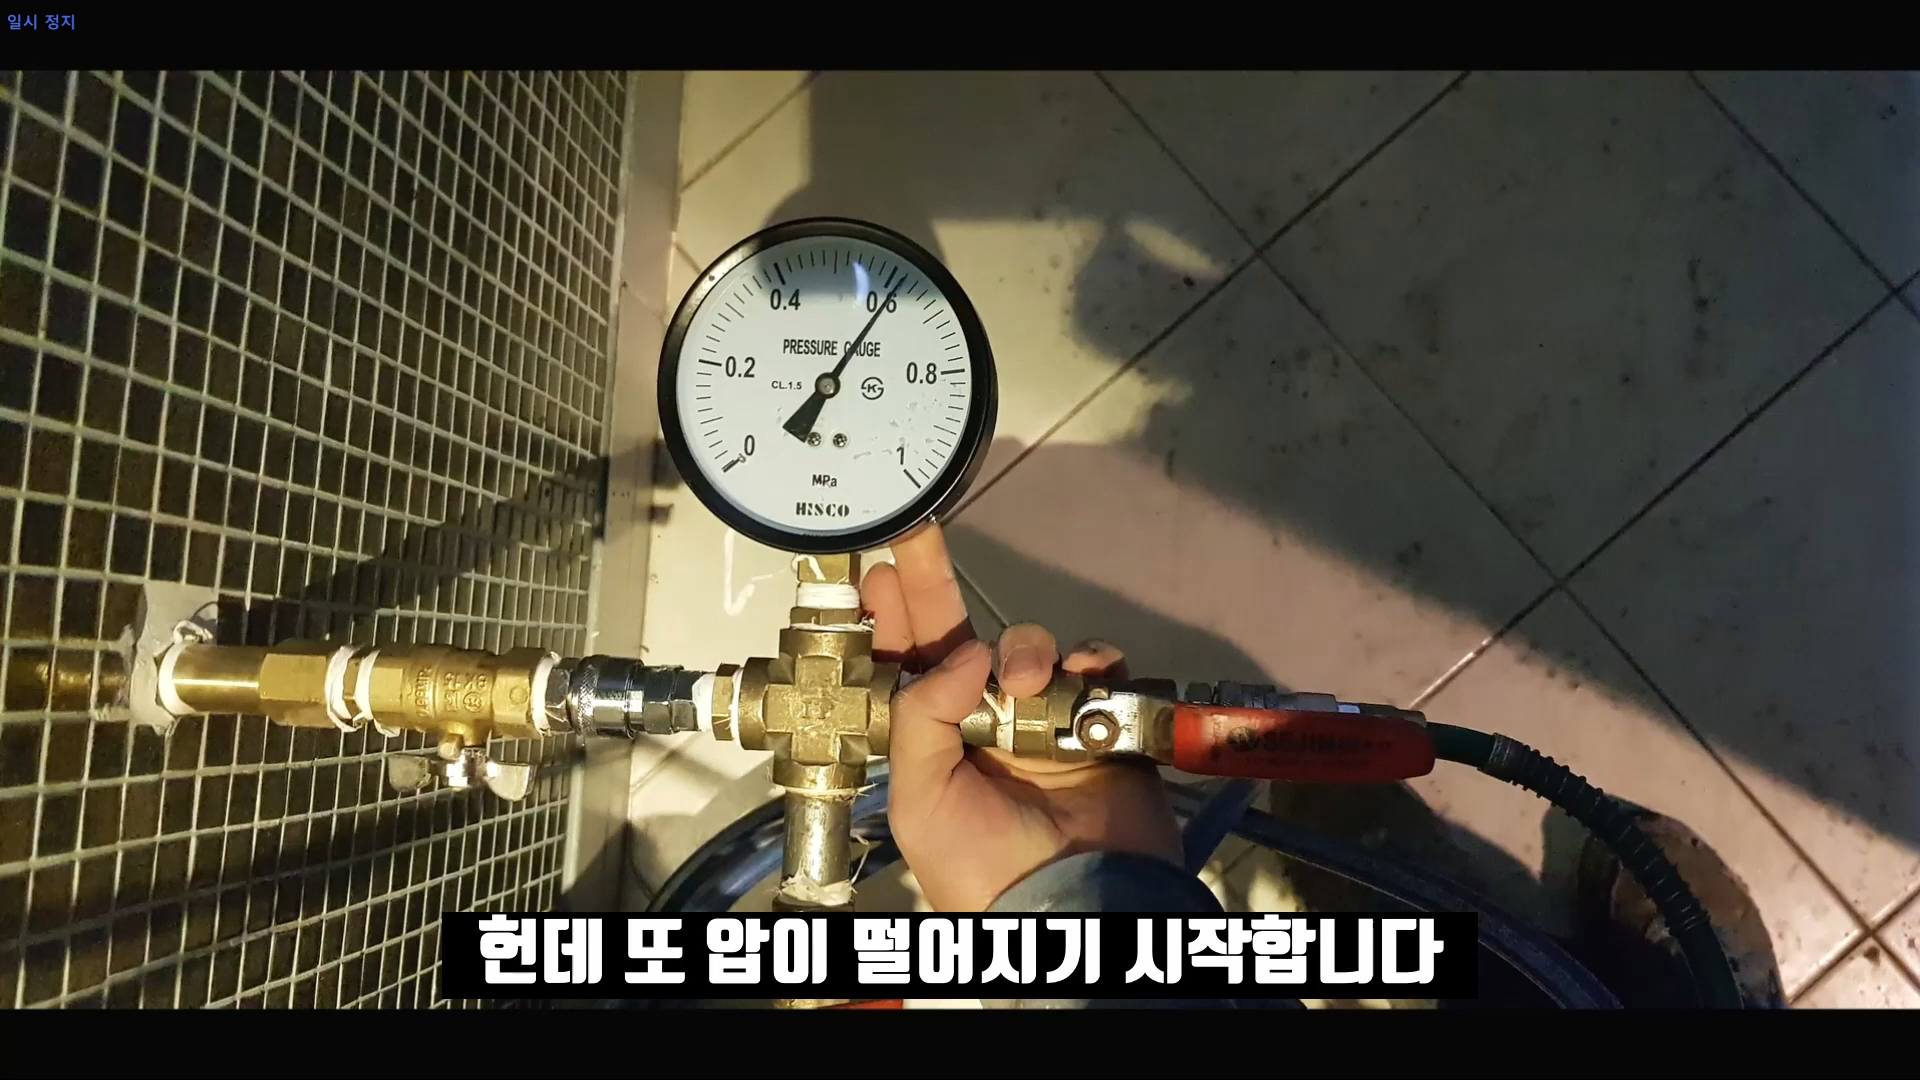 일시 정지
0.4 0.6
PRESSURE GAUGE
0.2 0.8
CL.1.5 K
0 1
MPa
HISCO
SEJIN
헌데 또 압이 떨어지기 시작합니다